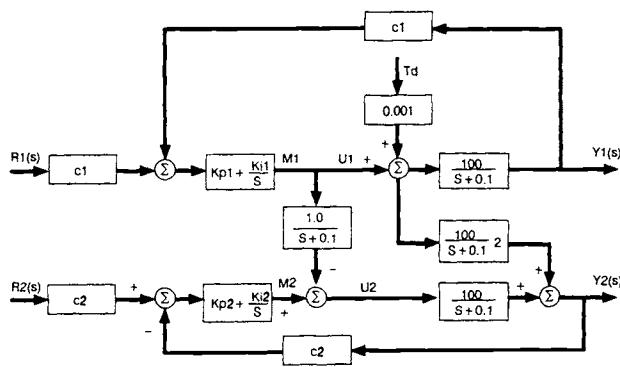 c1
Td
0.001
R1(s)
c1
Σ
Kp1 + Ki1
S
M1
U1
+
+
Σ
100
S + 0.1
Y1(s)
1.0
S + 0.1
100
S + 0.1
2
−
+
R2(s)
c2
+
Σ
−
Kp2 + Ki2
S
M2
+
Σ
U2
100
S + 0.1
+
Σ
Y2(s)
c2